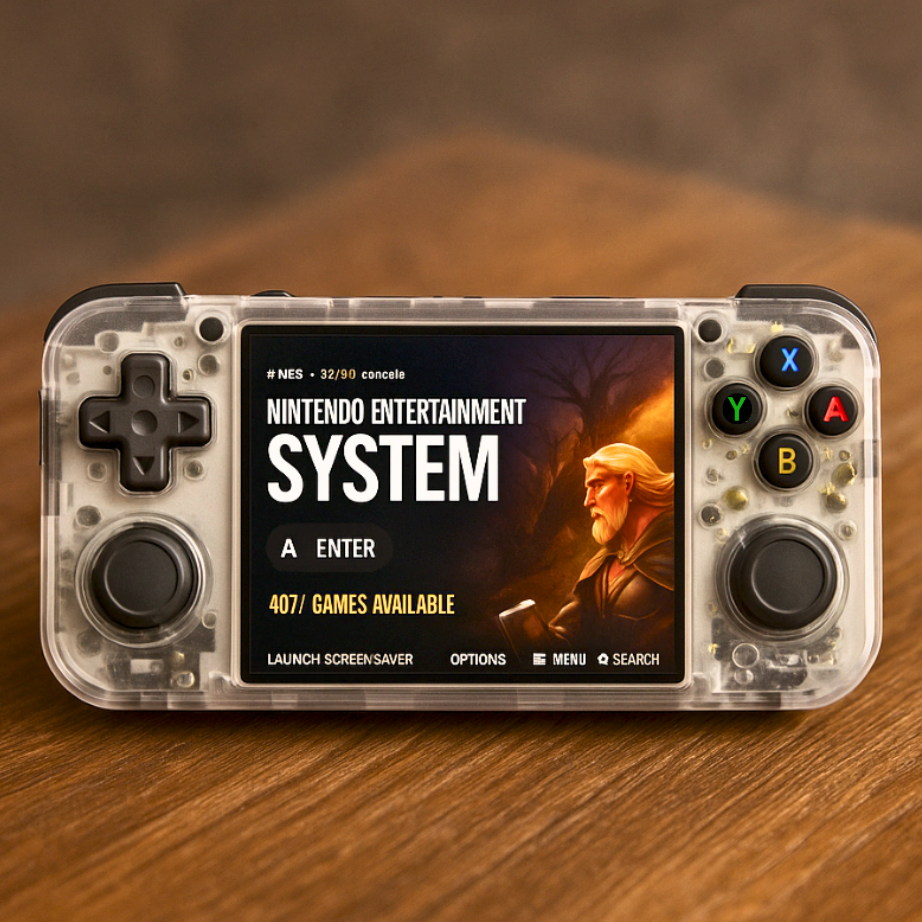 # NES • 32/90 concele
NINTENDO ENTERTAINMENT
SYSTEM
A ENTER
407/ GAMES AVAILABLE
LAUNCH SCREENSAVER OPTIONS MENU SEARCH
X
Y A
B